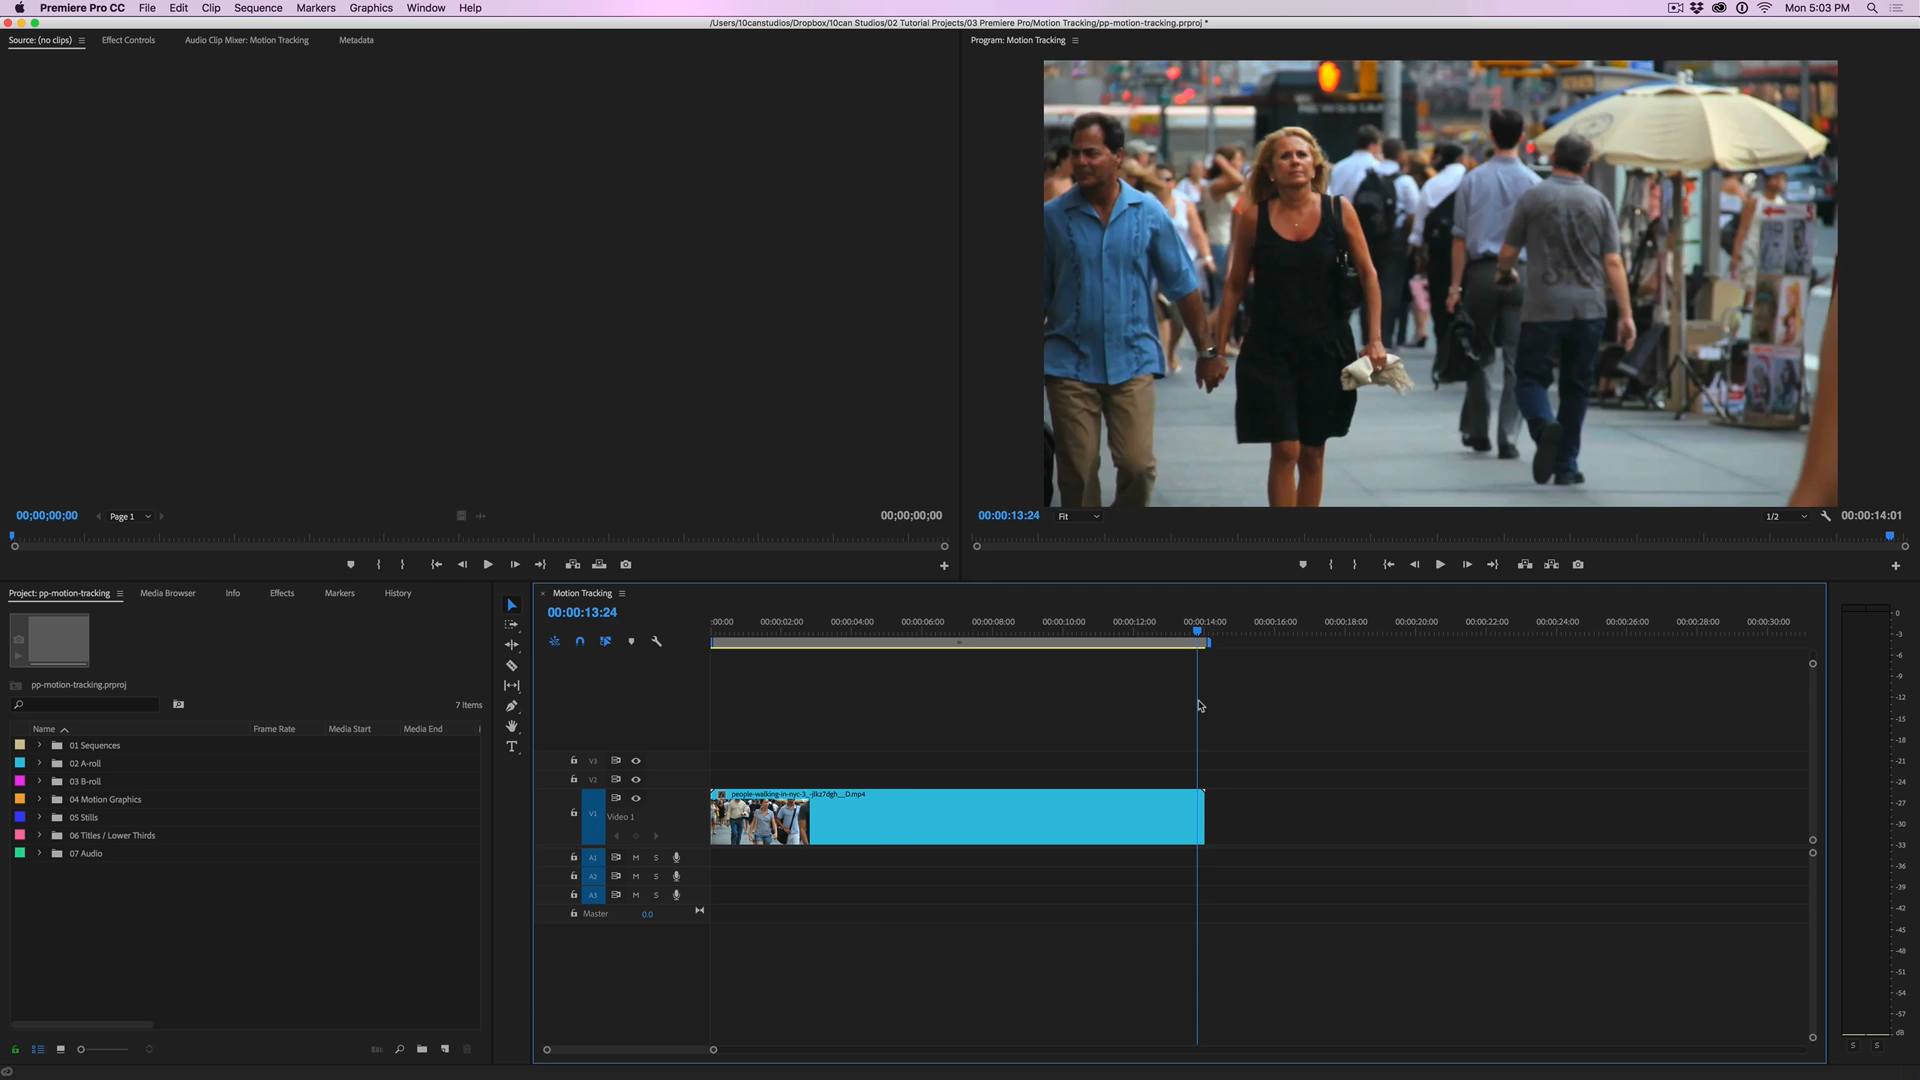 Premiere Pro CC File Edit Clip Sequence Markers Graphics Window Help Mon 5:03 PM
/Users/10canstudios/Dropbox/10can Studios/02 Tutorial Projects/03 Premiere Pro/Motion Tracking/pp-motion-tracking.prproj *
Source: (no clips) Effect Controls Audio Clip Mixer: Motion Tracking Metadata
Program: Motion Tracking
00;00;00;00 Page 1 00;00;00;00
00:00:13:24 Fit 1/2 00:00:14:01
Project: pp-motion-tracking Media Browser Info Effects Markers History
Motion Tracking
00:00:13:24
:00:00 00:00:02:00 00:00:04:00 00:00:06:00 00:00:08:00 00:00:10:00 00:00:12:00 00:00:14:00 00:00:16:00 00:00:18:00 00:00:20:00 00:00:22:00 00:00:24:00 00:00:26:00 00:00:28:00 00:00:30:00
pp-motion-tracking.prproj
7 Items
Name Frame Rate Media Start Media End
01 Sequences
02 A-roll
03 B-roll
04 Motion Graphics
05 Stills
06 Titles / Lower Thirds
07 Audio
V3
V2
V1 Video 1
people-walking-in-nyc-3_-jlkz7dgh__D.mp4
A1 M S
A2 M S
A3 M S
Master 0.0
0
-3
-6
-9
-12
-15
-18
-21
-24
-27
-30
-33
-36
-39
-42
-45
-48
-51
-54
-57
dB
S S